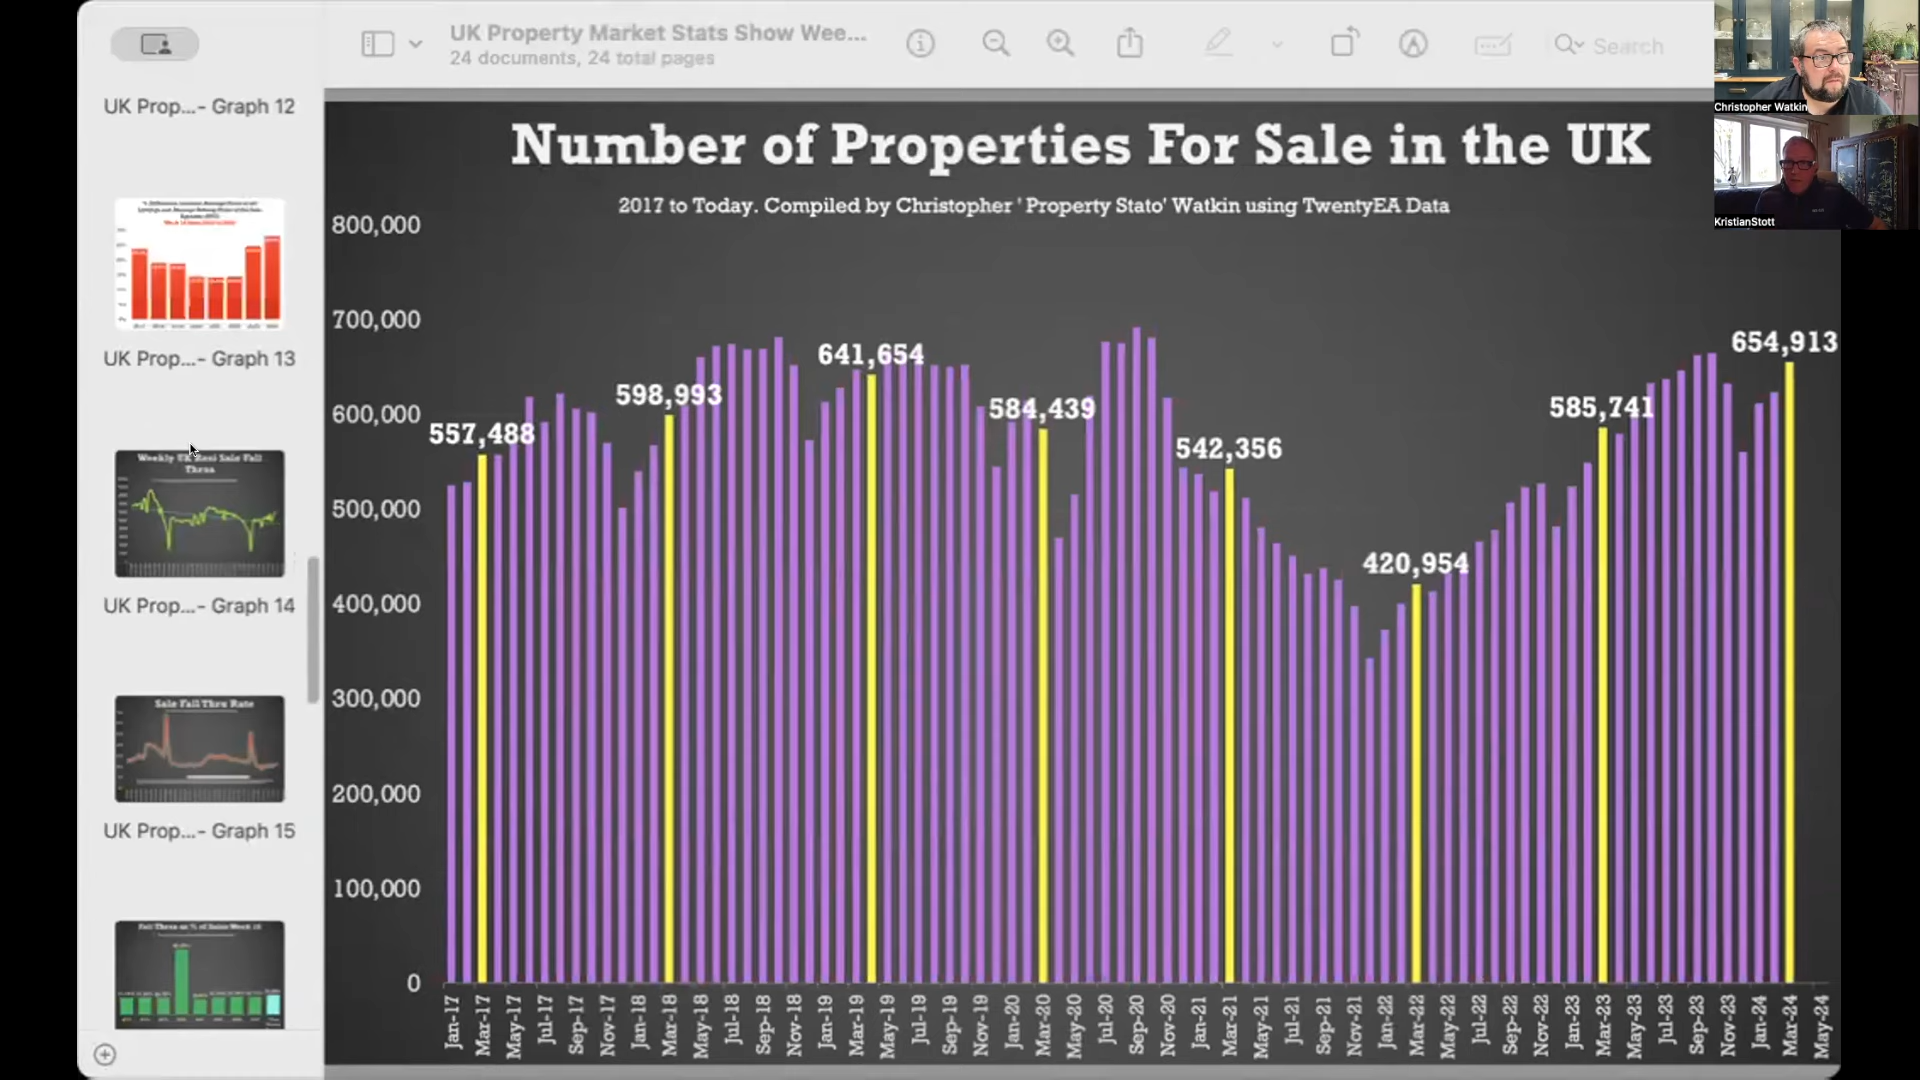 UK Property Market Stats Show Wee...
24 documents, 24 total pages
Search
Christopher Watkin
KristianStott
UK Prop...- Graph 12
UK Prop...- Graph 13
Weekly UK Resi Sale Fall
Thrus
UK Prop...- Graph 14
Sale Fall Thru Rate
UK Prop...- Graph 15
Number of Properties For Sale in the UK
2017 to Today. Compiled by Christopher ' Property Stato' Watkin using TwentyEA Data
800,000
700,000
600,000
500,000
400,000
300,000
200,000
100,000
0
557,488
598,993
641,654
584,439
542,356
420,954
585,741
654,913
Jan-17
Mar-17
May-17
Jul-17
Sep-17
Nov-17
Jan-18
Mar-18
May-18
Jul-18
Sep-18
Nov-18
Jan-19
Mar-19
May-19
Jul-19
Sep-19
Nov-19
Jan-20
Mar-20
May-20
Jul-20
Sep-20
Nov-20
Jan-21
Mar-21
May-21
Jul-21
Sep-21
Nov-21
Jan-22
Mar-22
May-22
Jul-22
Sep-22
Nov-22
Jan-23
Mar-23
May-23
Jul-23
Sep-23
Nov-23
Jan-24
Mar-24
May-24